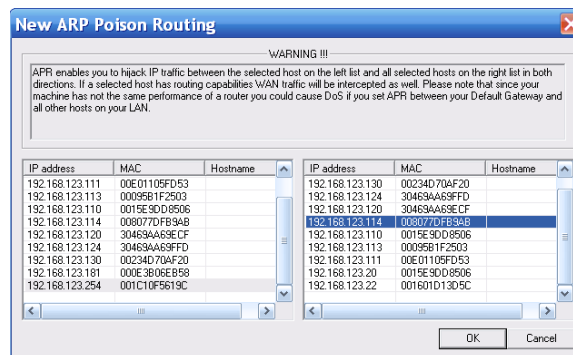 New ARP Poison Routing
WARNING !!!
APR enables you to hijack IP traffic between the selected host on the left list and all selected hosts on the right list in both
directions. If a selected host has routing capabilities WAN traffic will be intercepted as well. Please note that since your
machine has not the same performance of a router you could cause DoS if you set APR between your Default Gateway and
all other hosts on your LAN.
IP address MAC Hostname
192.168.123.111 00E01105FD53
192.168.123.113 00095B1F2503
192.168.123.110 0015E9DD8506
192.168.123.114 008077DFB9AB
192.168.123.120 30469AA69ECF
192.168.123.124 30469AA69FFD
192.168.123.130 00234D70AF20
192.168.123.181 000E3B06EB58
192.168.123.254 001C10F5619C
IP address MAC Hostname
192.168.123.130 00234D70AF20
192.168.123.124 30469AA69FFD
192.168.123.120 30469AA69ECF
192.168.123.114 008077DFB9AB
192.168.123.110 0015E9DD8506
192.168.123.113 00095B1F2503
192.168.123.111 00E01105FD53
192.168.123.20 0015E9DD8506
192.168.123.22 001601D13D5C
OK Cancel